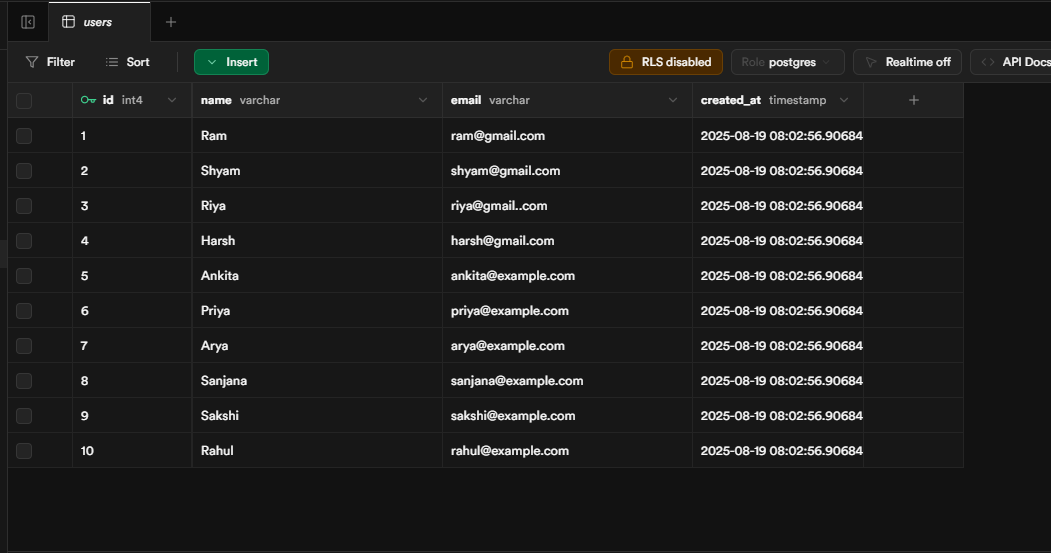 users
Filter Sort Insert RLS disabled Role postgres Realtime off API Docs
id int4 name varchar email varchar created_at timestamp
1 Ram ram@gmail.com 2025-08-19 08:02:56.90684
2 Shyam shyam@gmail.com 2025-08-19 08:02:56.90684
3 Riya riya@gmail..com 2025-08-19 08:02:56.90684
4 Harsh harsh@gmail.com 2025-08-19 08:02:56.90684
5 Ankita ankita@example.com 2025-08-19 08:02:56.90684
6 Priya priya@example.com 2025-08-19 08:02:56.90684
7 Arya arya@example.com 2025-08-19 08:02:56.90684
8 Sanjana sanjana@example.com 2025-08-19 08:02:56.90684
9 Sakshi sakshi@example.com 2025-08-19 08:02:56.90684
10 Rahul rahul@example.com 2025-08-19 08:02:56.90684